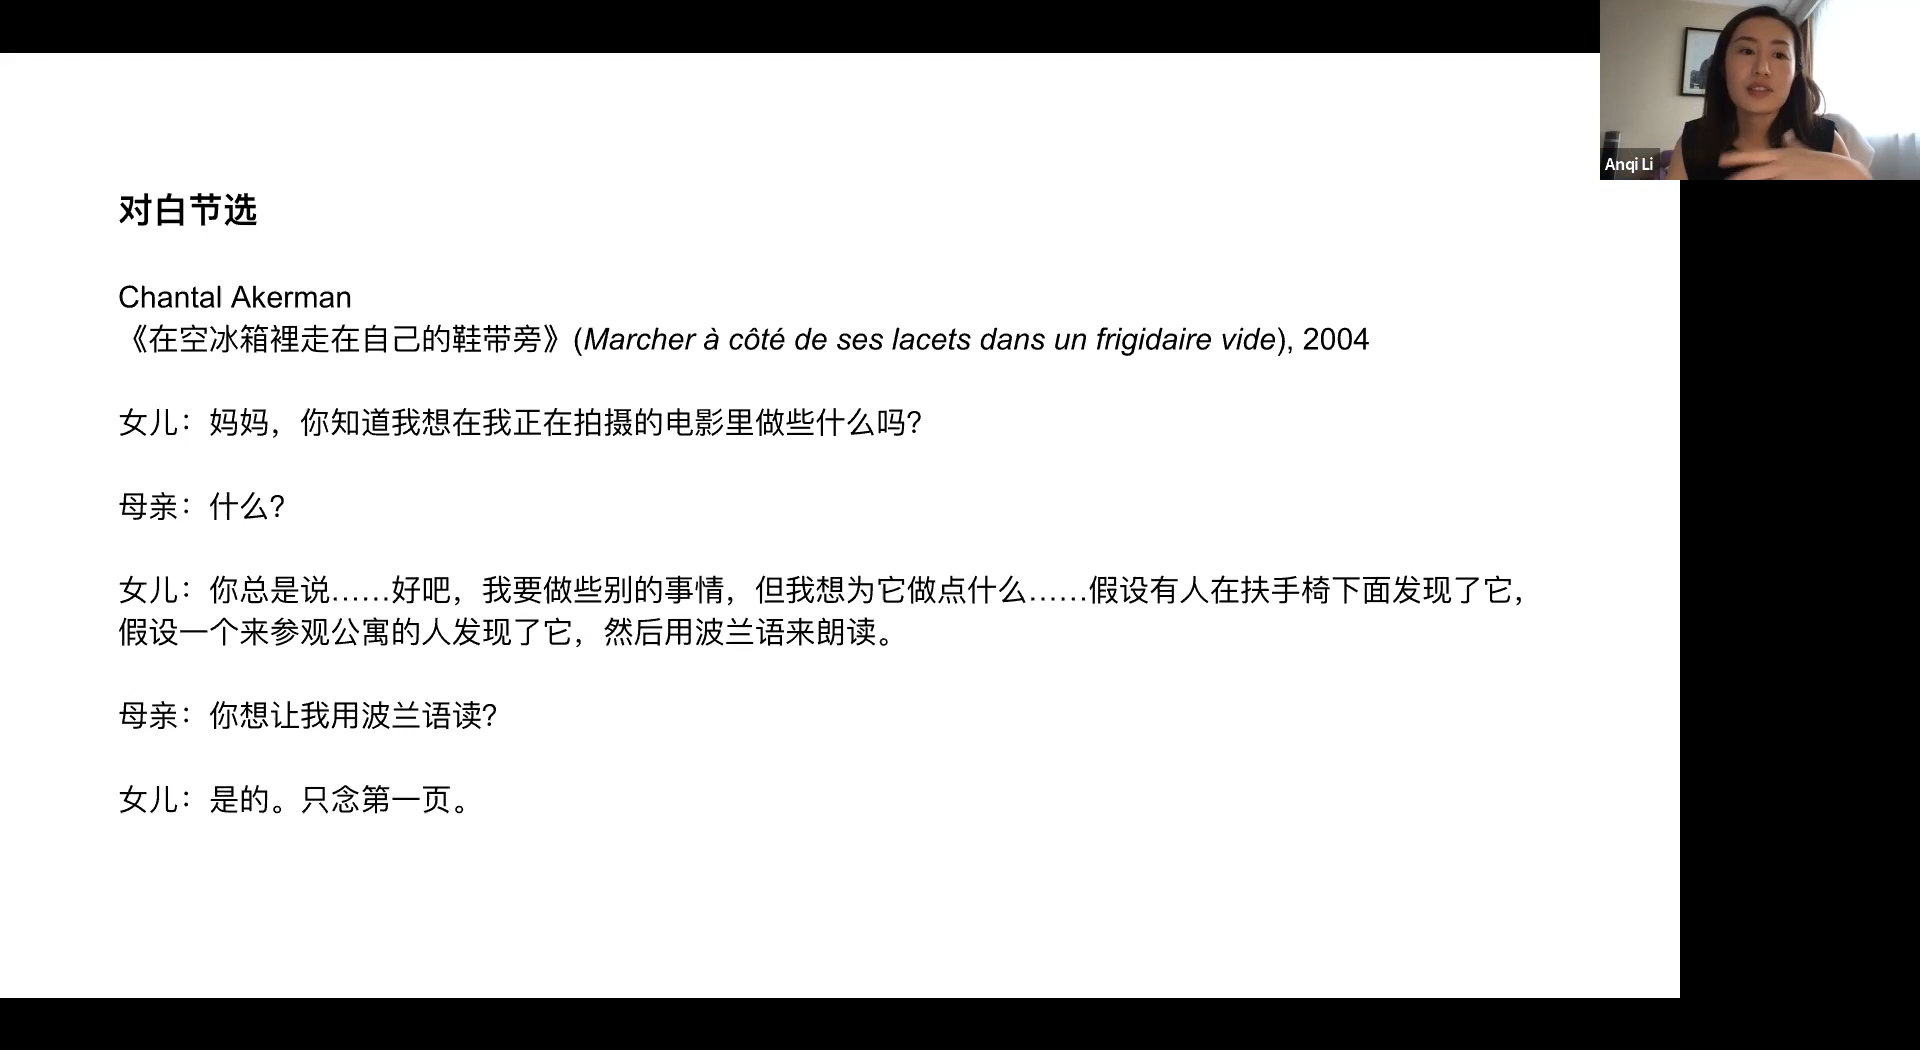 对白节选
Chantal Akerman
《在空冰箱裡走在自己的鞋带旁》(Marcher à côté de ses lacets dans un frigidaire vide), 2004
女儿：妈妈，你知道我想在我正在拍摄的电影里做些什么吗？
母亲：什么？
女儿：你总是说……好吧，我要做些别的事情，但我想为它做点什么……假设有人在扶手椅下面发现了它，
假设一个来参观公寓的人发现了它，然后用波兰语来朗读。
母亲：你想让我用波兰语读？
女儿：是的。只念第一页。
Anqi Li